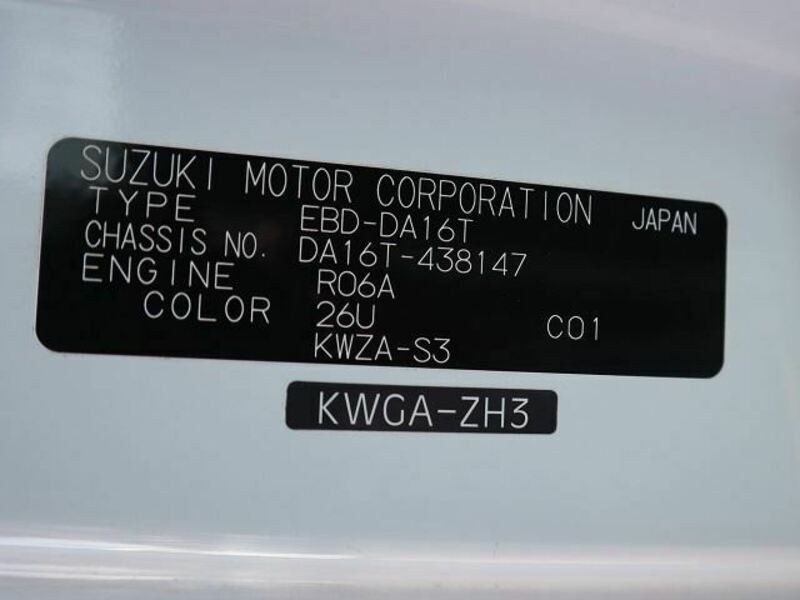 SUZUKI MOTOR CORPORATION JAPAN
TYPE EBD-DA16T
CHASSIS NO. DA16T-438147
ENGINE R06A
COLOR 26U C01
KWZA-S3
KWGA-ZH3